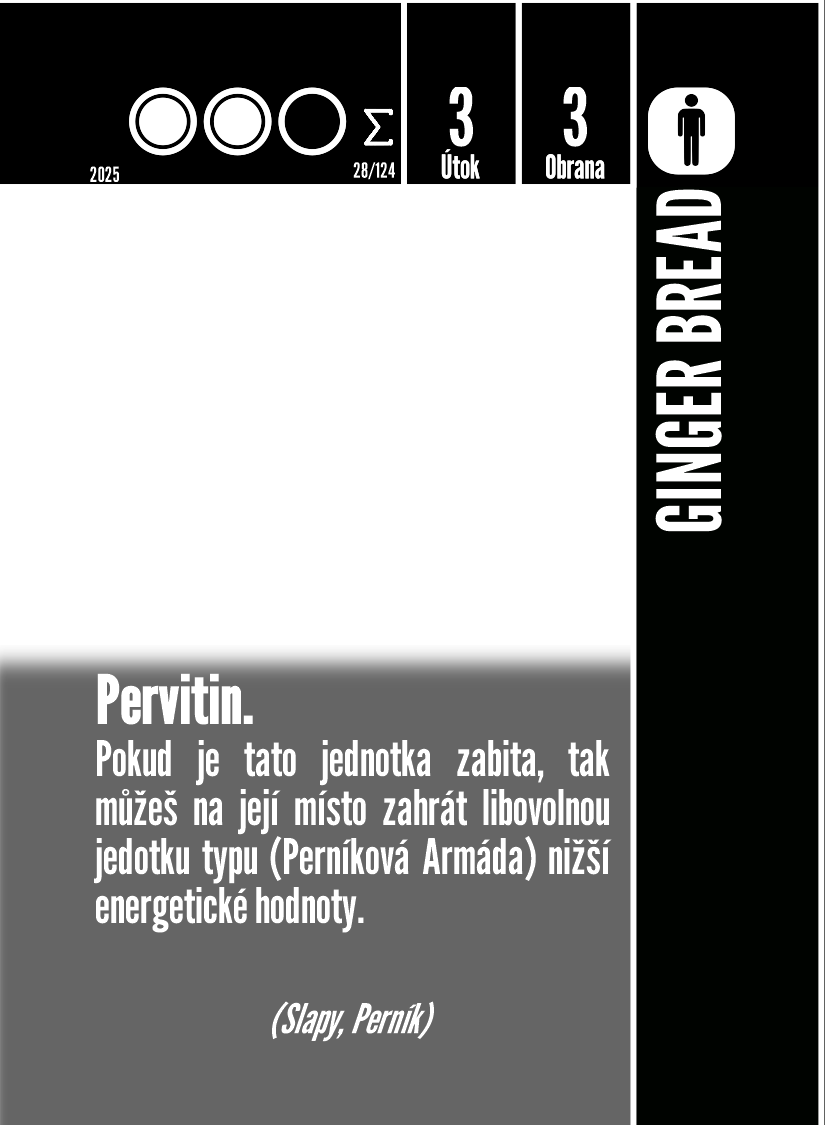 Σ
2025
28/124
3
Útok
3
Obrana
GINGER BREAD
Pervitin.
Pokud je tato jednotka zabita, tak
můžeš na její místo zahrát libovolnou
jedotku typu (Perníková Armáda) nižší
energetické hodnoty.
(Slapy, Perník)